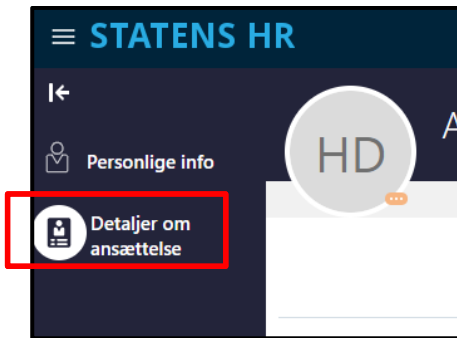 STATENS HR
A
HD
Personlige info
Detaljer om
ansættelse